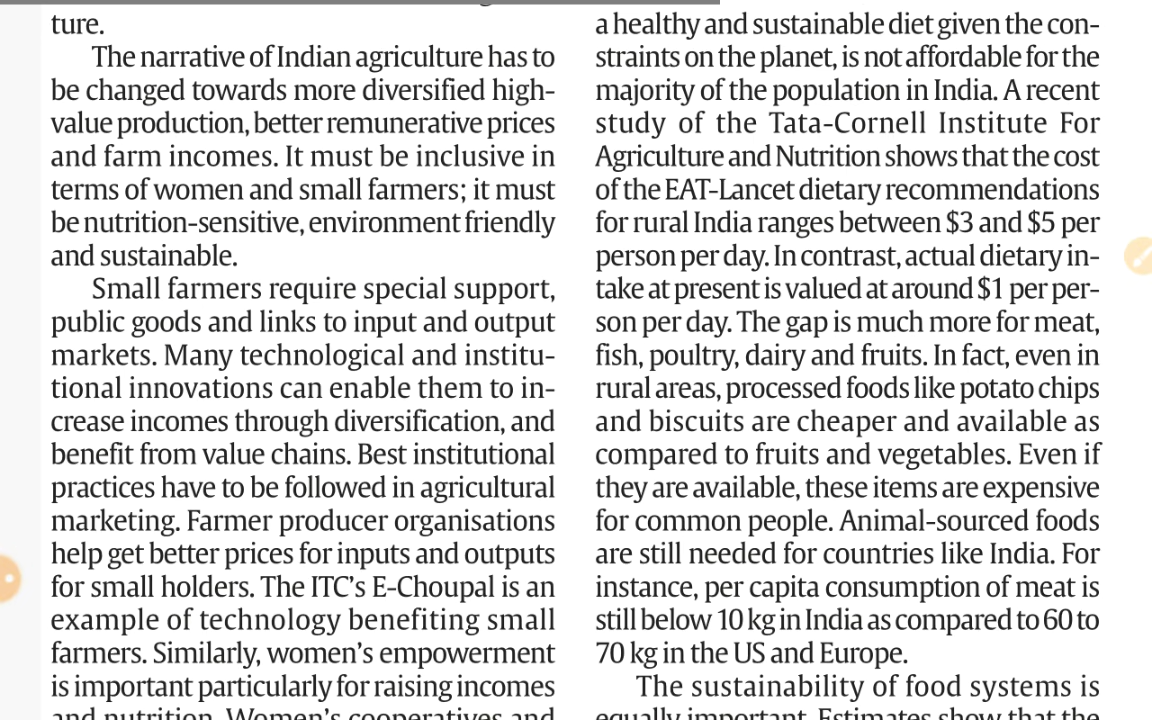 ture.
The narrative of Indian agriculture has to
be changed towards more diversified high-
value production, better remunerative prices
and farm incomes. It must be inclusive in
terms of women and small farmers; it must
be nutrition-sensitive, environment friendly
and sustainable.
Small farmers require special support,
public goods and links to input and output
markets. Many technological and institu-
tional innovations can enable them to in-
crease incomes through diversification, and
benefit from value chains. Best institutional
practices have to be followed in agricultural
marketing. Farmer producer organisations
help get better prices for inputs and outputs
for small holders. The ITC's E-Choupal is an
example of technology benefiting small
farmers. Similarly, women's empowerment
is important particularly for raising incomes
and nutrition. Women's cooperatives and
a healthy and sustainable diet given the con-
straints on the planet, is not affordable for the
majority of the population in India. A recent
study of the Tata-Cornell Institute For
Agriculture and Nutrition shows that the cost
of the EAT-Lancet dietary recommendations
for rural India ranges between $3 and $5 per
person per day. In contrast, actual dietary in-
take at present is valued at around $1 per per-
son per day. The gap is much more for meat,
fish, poultry, dairy and fruits. In fact, even in
rural areas, processed foods like potato chips
and biscuits are cheaper and available as
compared to fruits and vegetables. Even if
they are available, these items are expensive
for common people. Animal-sourced foods
are still needed for countries like India. For
instance, per capita consumption of meat is
still below 10 kg in India as compared to 60 to
70 kg in the US and Europe.
The sustainability of food systems is
equally important. Estimates show that the